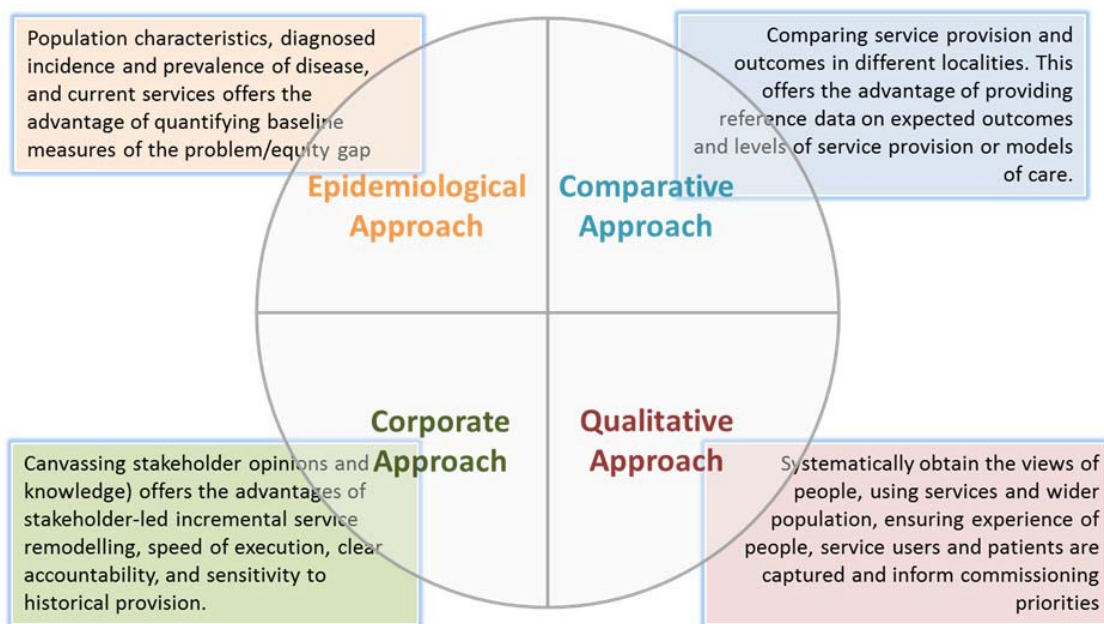 Population characteristics, diagnosed
incidence and prevalence of disease,
and current services offers the
advantage of quantifying baseline
measures of the problem/equity gap
Comparing service provision and
outcomes in different localities. This
offers the advantage of providing
reference data on expected outcomes
and levels of service provision or models
of care.
Epidemiological
Approach
Comparative
Approach
Corporate
Approach
Qualitative
Approach
Canvassing stakeholder opinions and
knowledge) offers the advantages of
stakeholder-led incremental service
remodelling, speed of execution, clear
accountability, and sensitivity to
historical provision.
Systematically obtain the views of
people, using services and wider
population, ensuring experience of
people, service users and patients are
captured and inform commissioning
priorities